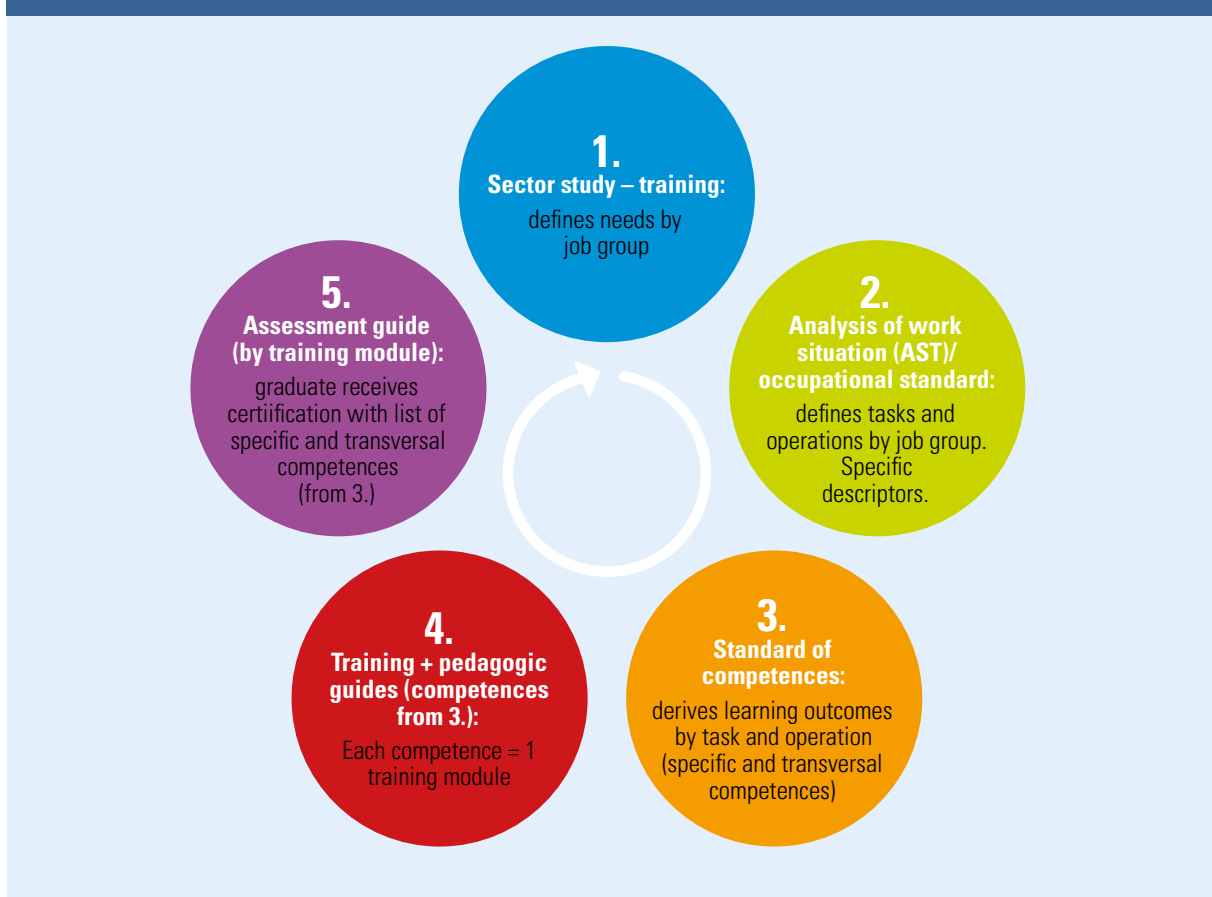 1.
Sector study – training:
defines needs by
job group
2.
Analysis of work
situation (AST)/
occupational standard:
defines tasks and
operations by job group.
Specific
descriptors.
3.
Standard of
competences:
derives learning outcomes
by task and operation
(specific and transversal
competences)
4.
Training + pedagogic
guides (competences
from 3.):
Each competence = 1
training module
5.
Assessment guide
(by training module):
graduate receives
certiification with list of
specific and transversal
competences
(from 3.)